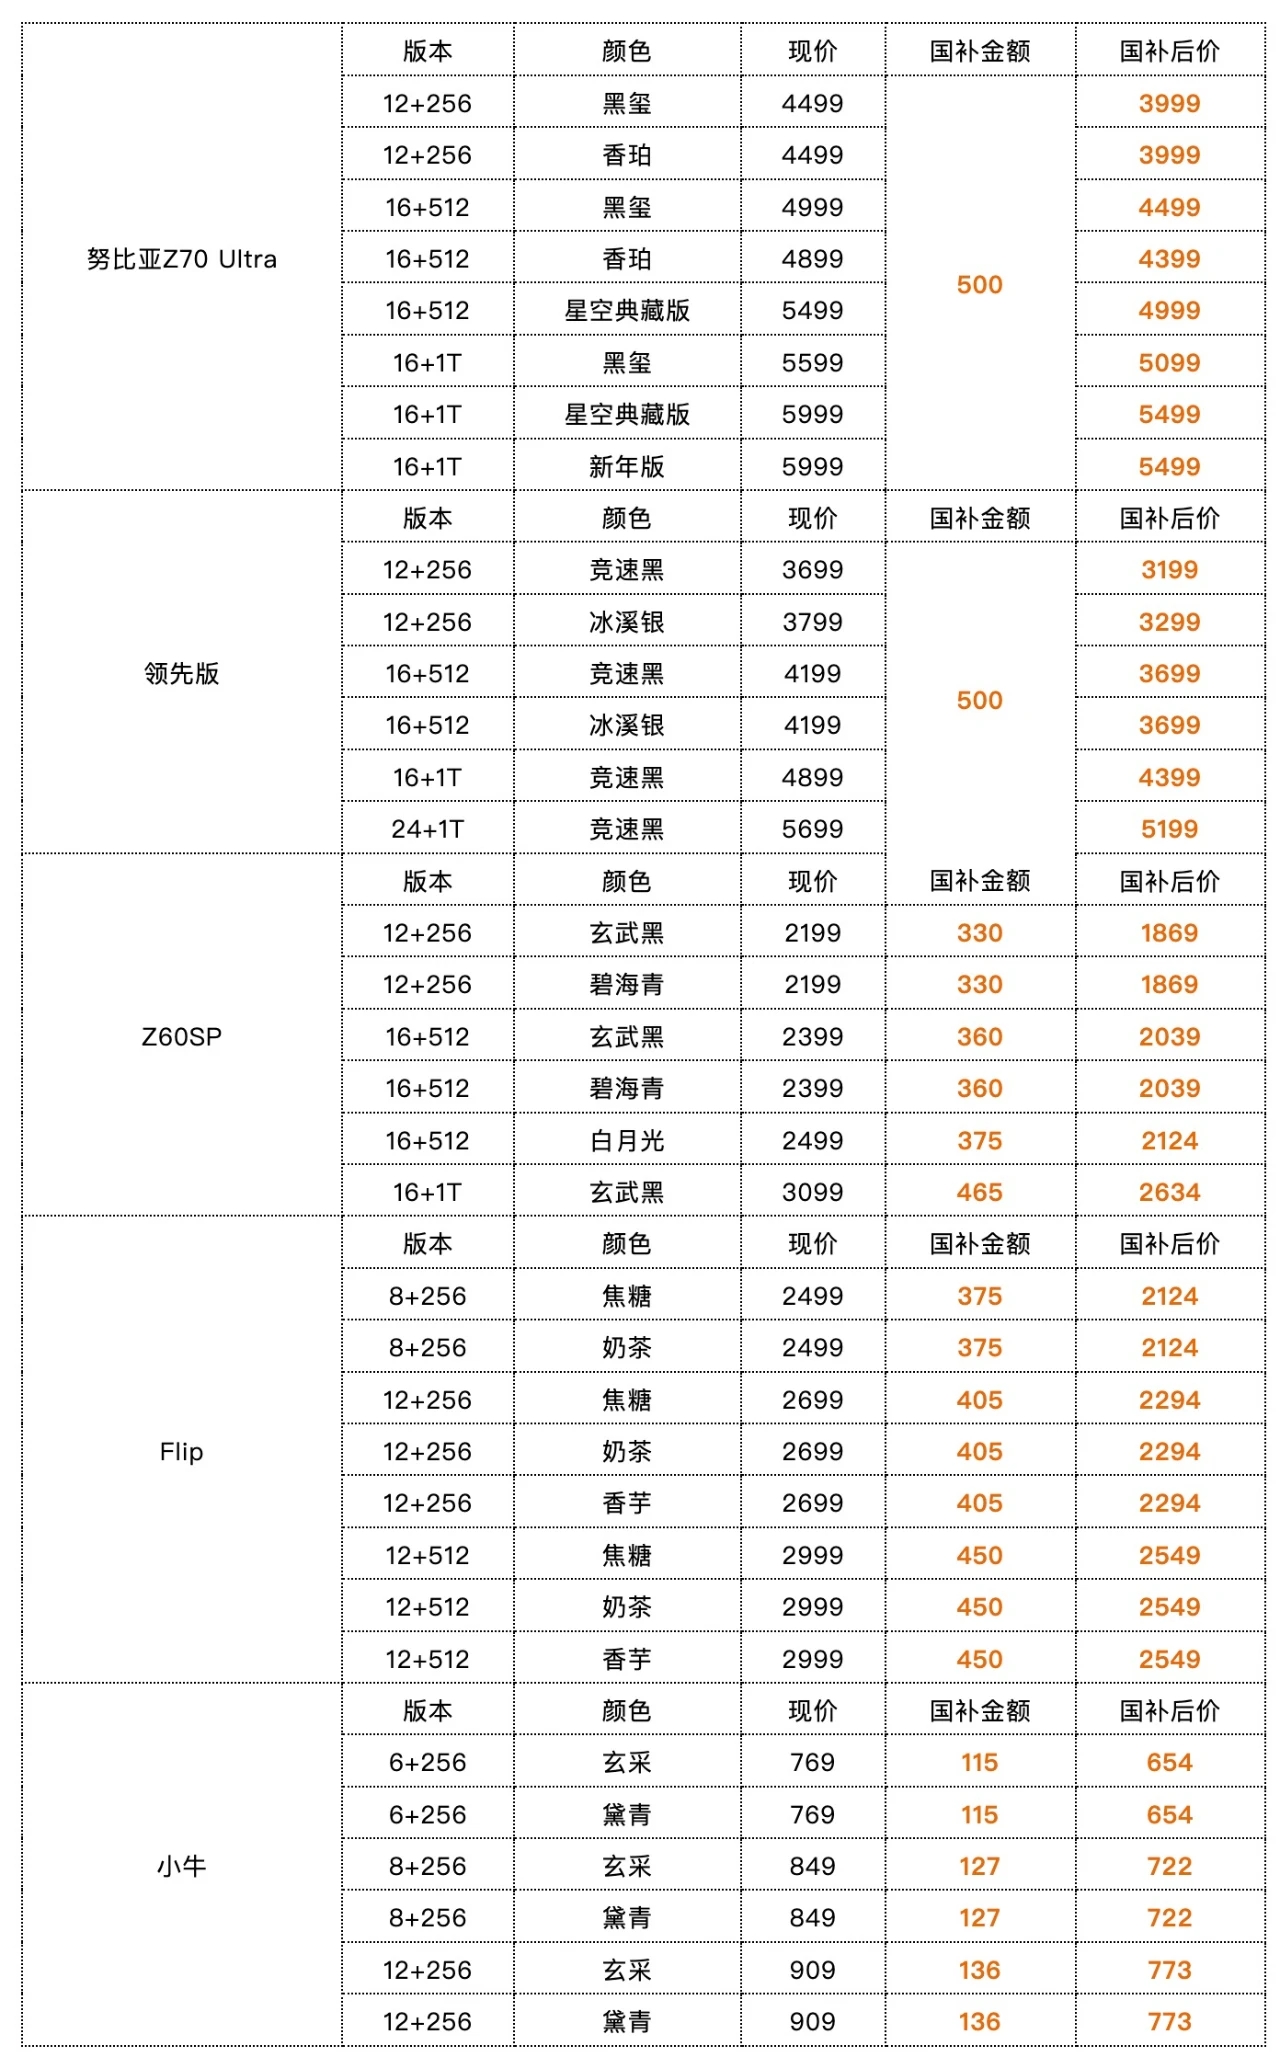 版本 颜色 现价 国补金额 国补后价
12+256 黑玺 4499 3999
12+256 香珀 4499 3999
16+512 黑玺 4999 4499
努比亚Z70 Ultra 16+512 香珀 4899 4399
500
16+512 星空典藏版 5499 4999
16+1T 黑玺 5599 5099
16+1T 星空典藏版 5999 5499
16+1T 新年版 5999 5499
版本 颜色 现价 国补金额 国补后价
12+256 竞速黑 3699 3199
12+256 冰溪银 3799 3299
领先版 16+512 竞速黑 4199 3699
500
16+512 冰溪银 4199 3699
16+1T 竞速黑 4899 4399
24+1T 竞速黑 5699 5199
版本 颜色 现价 国补金额 国补后价
12+256 玄武黑 2199 330 1869
12+256 碧海青 2199 330 1869
Z60SP 16+512 玄武黑 2399 360 2039
16+512 碧海青 2399 360 2039
16+512 白月光 2499 375 2124
16+1T 玄武黑 3099 465 2634
版本 颜色 现价 国补金额 国补后价
8+256 焦糖 2499 375 2124
8+256 奶茶 2499 375 2124
12+256 焦糖 2699 405 2294
Flip 12+256 奶茶 2699 405 2294
12+256 香芋 2699 405 2294
12+512 焦糖 2999 450 2549
12+512 奶茶 2999 450 2549
12+512 香芋 2999 450 2549
版本 颜色 现价 国补金额 国补后价
6+256 玄采 769 115 654
6+256 黛青 769 115 654
小牛 8+256 玄采 849 127 722
8+256 黛青 849 127 722
12+256 玄采 909 136 773
12+256 黛青 909 136 773